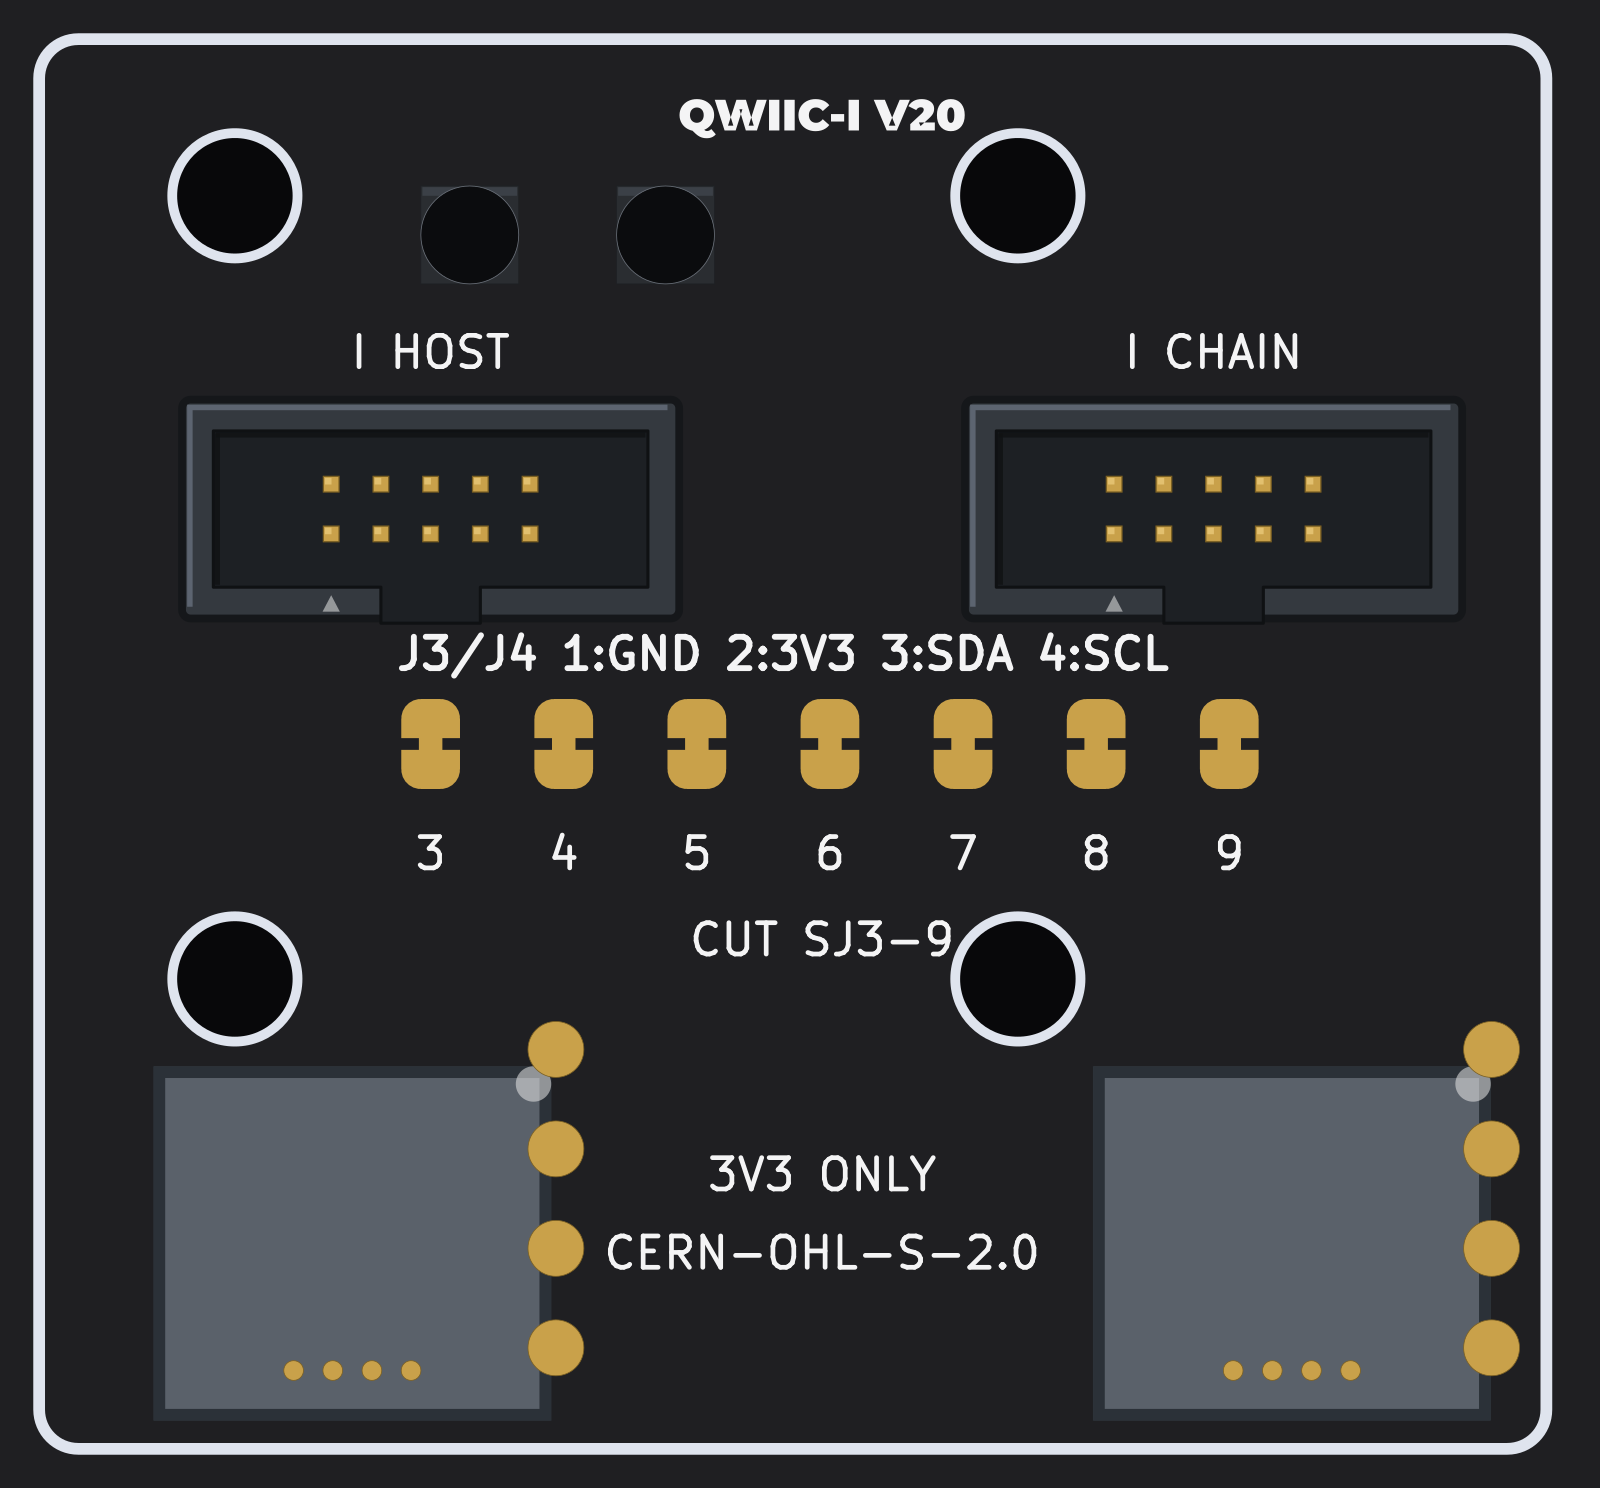 QWIIC-I V20
I HOST
I CHAIN
J3/J4 1:GND 2:3V3 3:SDA 4:SCL
3 4 5 6 7 8 9
CUT SJ3-9
3V3 ONLY
CERN-OHL-S-2.0